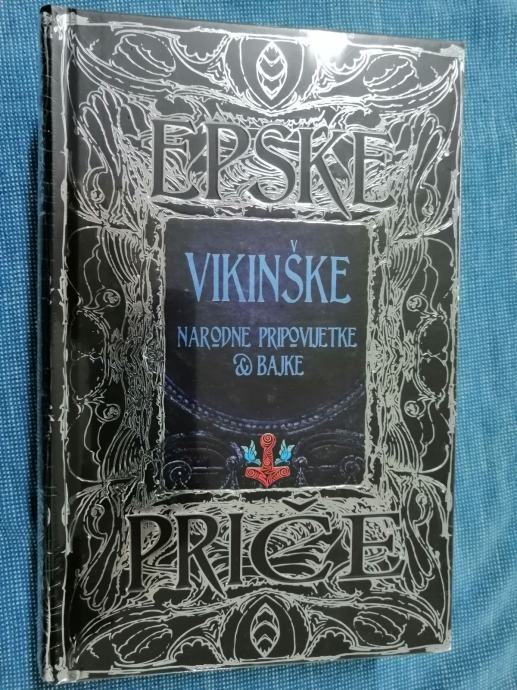 EPSKE
VIKINŠKE
NARODNE PRIPOVIJETKE
& BAJKE
PRIČE